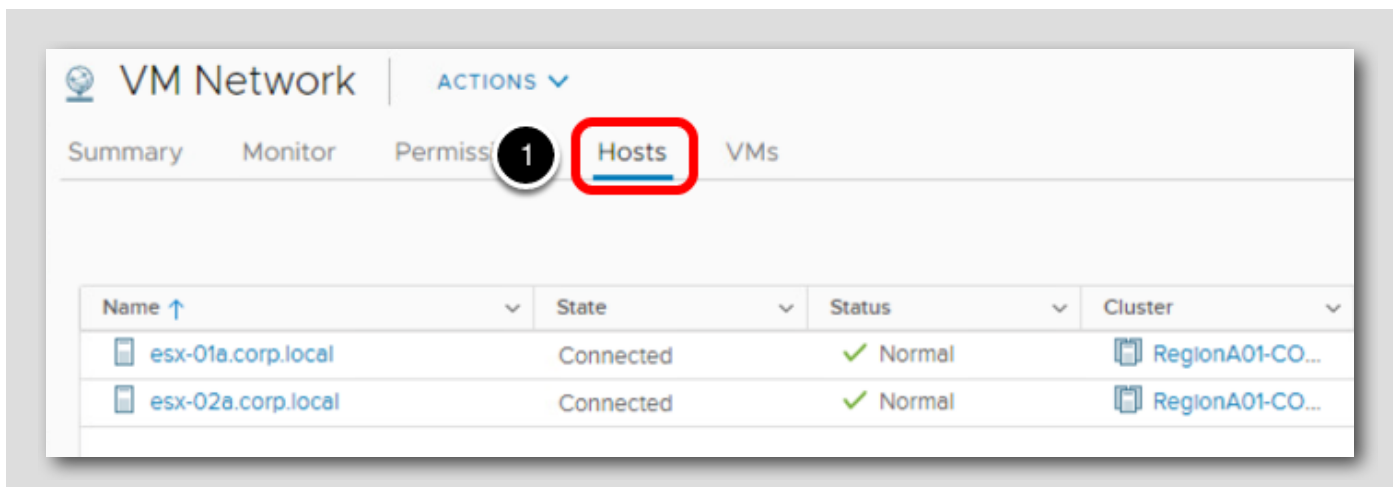 VM Network ACTIONS
Summary Monitor Permiss 1 Hosts VMs
Name ↑ State Status Cluster
esx-01a.corp.local Connected Normal RegionA01-CO...
esx-02a.corp.local Connected Normal RegionA01-CO...